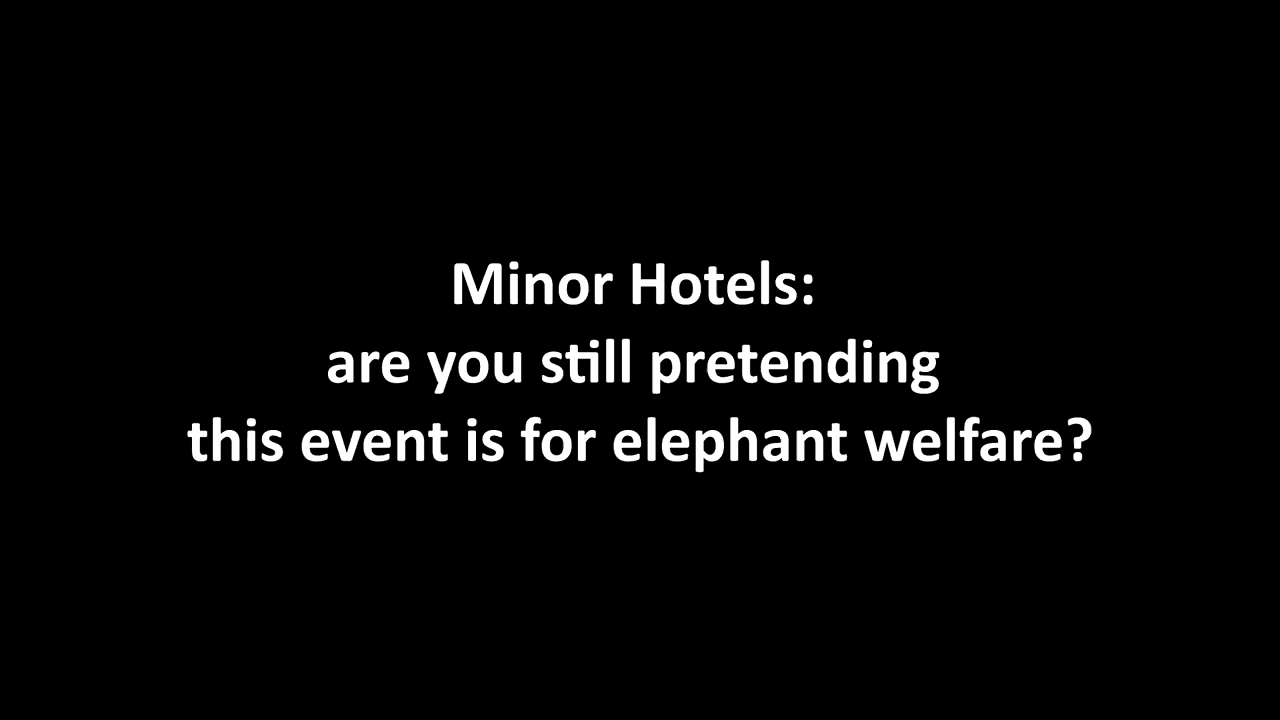 Minor Hotels:
are you still pretending
this event is for elephant welfare?